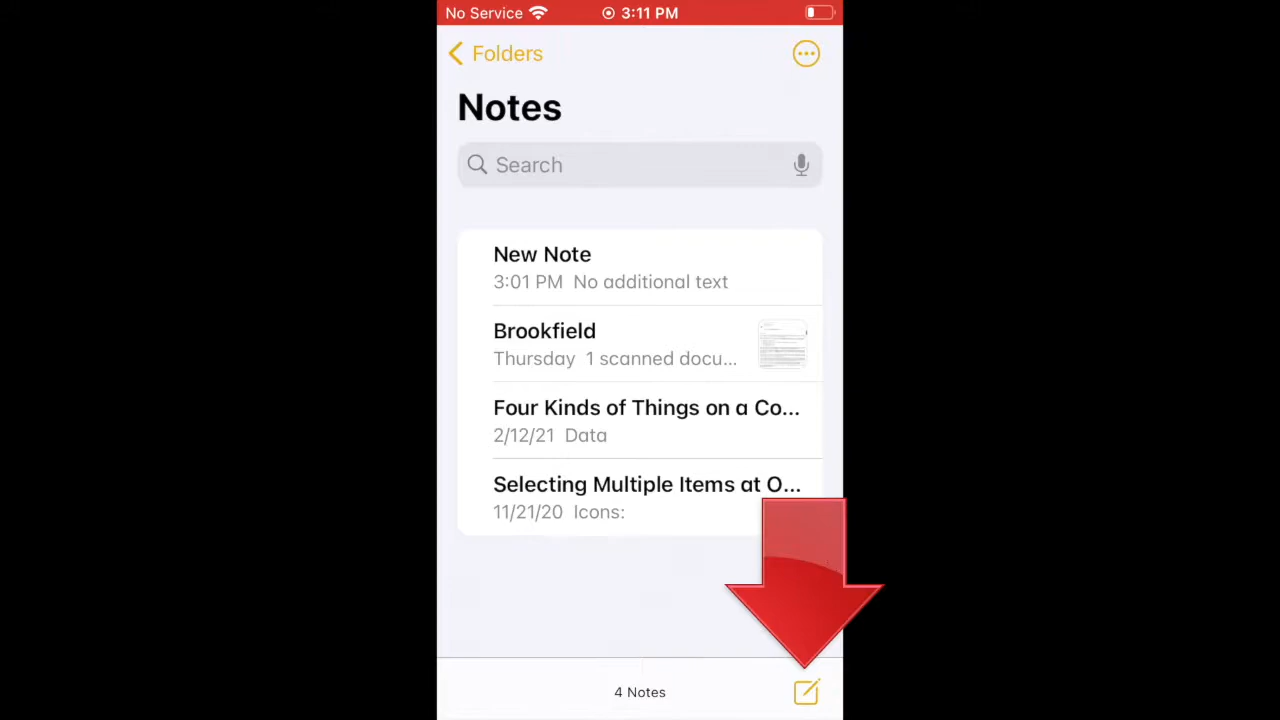 No Service 3:11 PM
Folders
Notes
Search
New Note
3:01 PM No additional text
Brookfield
Thursday 1 scanned docu...
Four Kinds of Things on a Co...
2/12/21 Data
Selecting Multiple Items at O...
11/21/20 Icons:
4 Notes